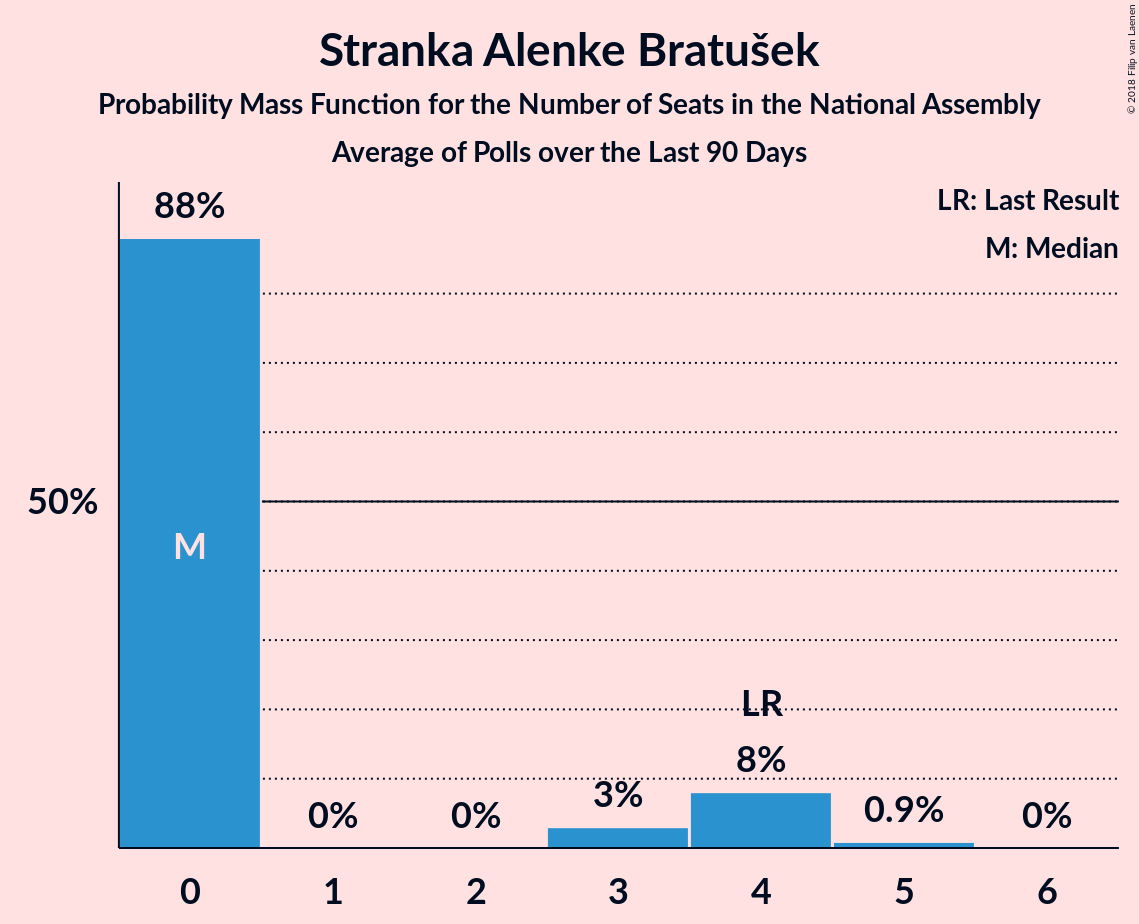 Stranka Alenke Bratušek
Probability Mass Function for the Number of Seats in the National Assembly
Average of Polls over the Last 90 Days
© 2018 Filip van Laenen
LR: Last Result
M: Median
88%
50%
M
LR
8%
3%
0.9%
0%
0%
0%
0 1 2 3 4 5 6